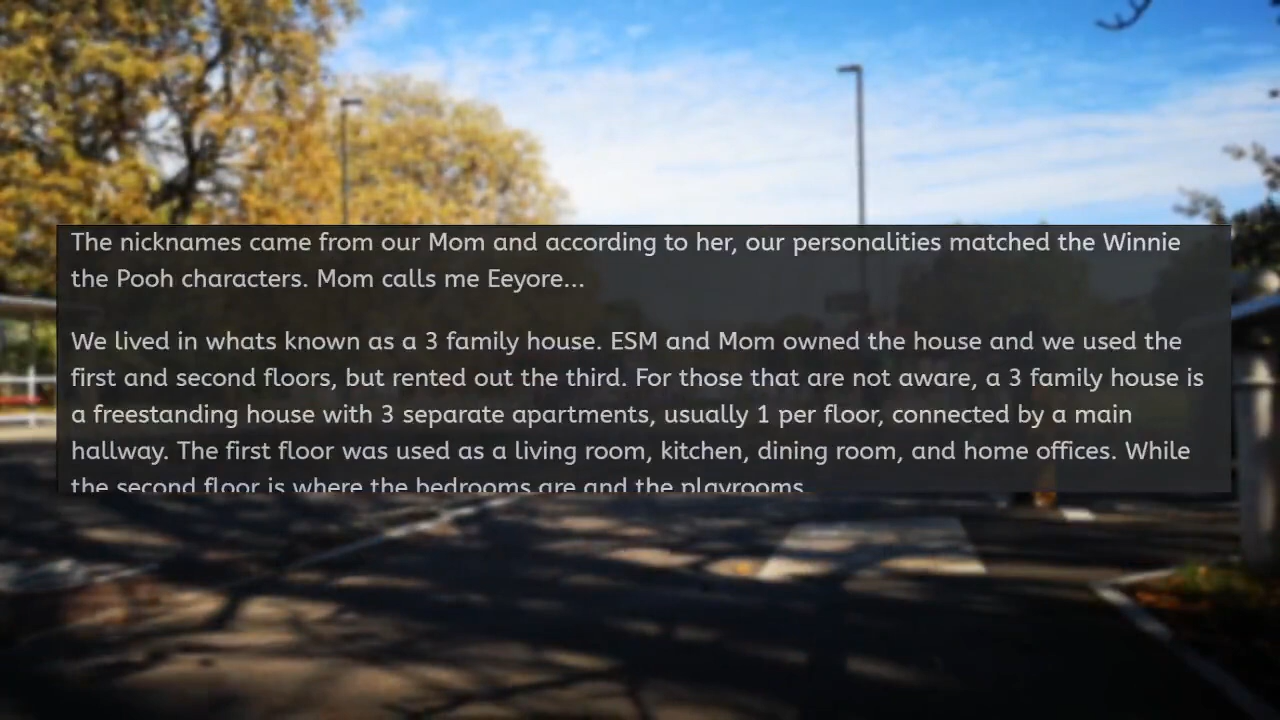 The nicknames came from our Mom and according to her, our personalities matched the Winnie
the Pooh characters. Mom calls me Eeyore...
We lived in whats known as a 3 family house. ESM and Mom owned the house and we used the
first and second floors, but rented out the third. For those that are not aware, a 3 family house is
a freestanding house with 3 separate apartments, usually 1 per floor, connected by a main
hallway. The first floor was used as a living room, kitchen, dining room, and home offices. While
the second floor is where the bedrooms are and the playrooms.